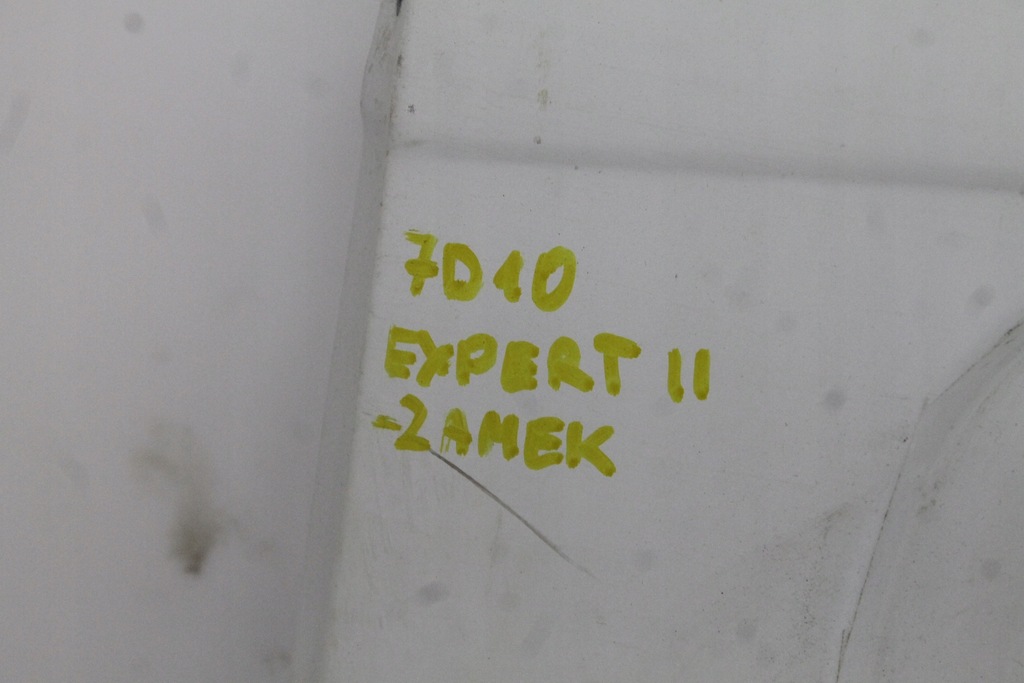 7D10
EXPERT II
-ZAMEK